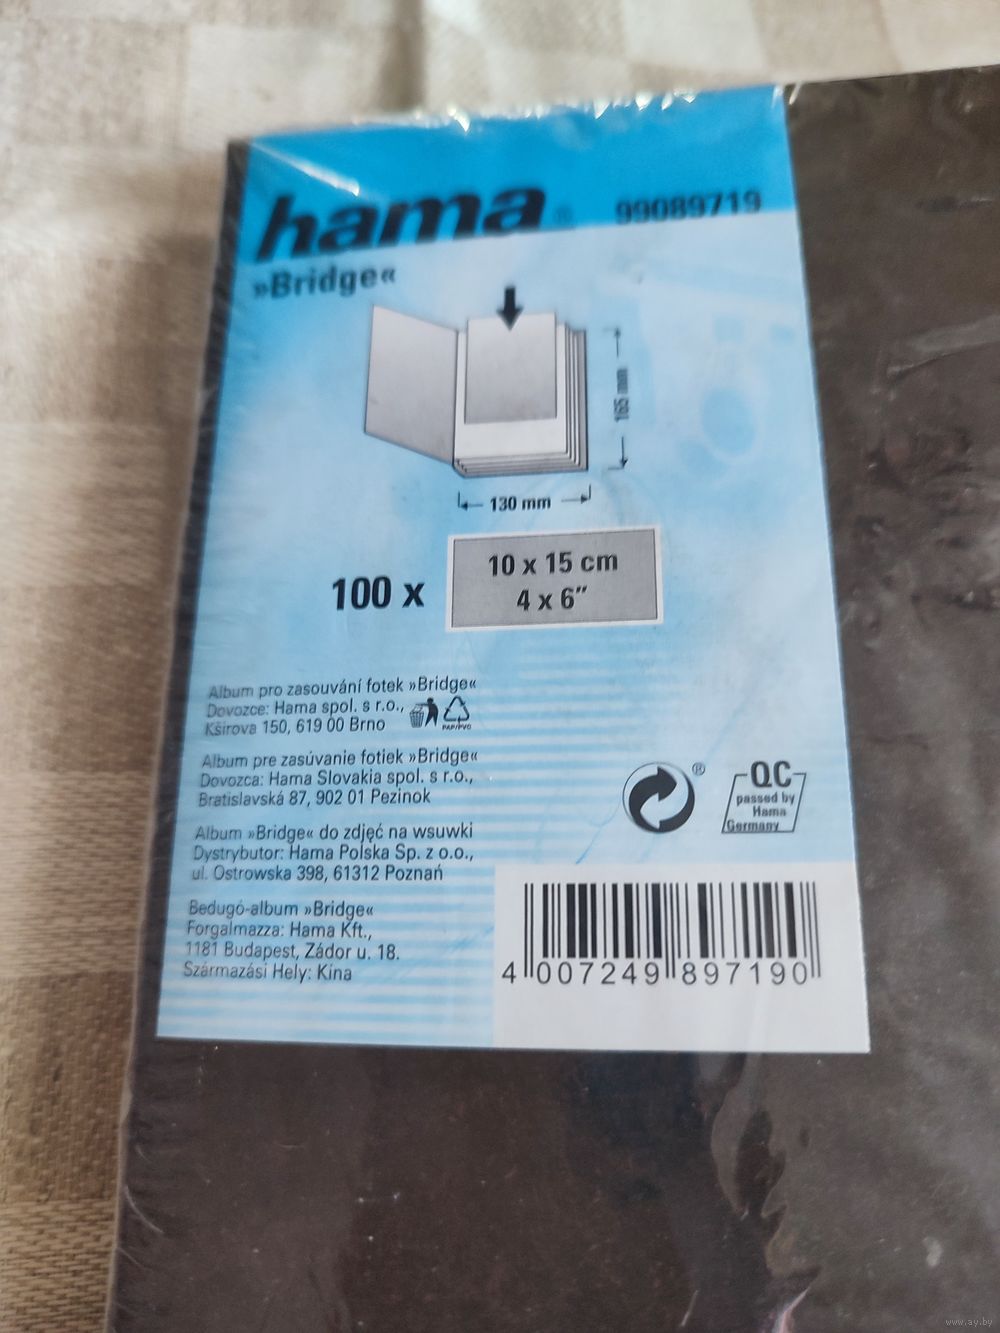 hama®
99089719
»Bridge«
165 mm
130 mm
100 x
10 x 15 cm
4 x 6"
Album pro zasouvání fotek »Bridge«
Dovozce: Hama spol. s r.o.,
Kširova 150, 619 00 Brno
PAP/PVC
Album pre zasúvanie fotiek »Bridge«
Dovozca: Hama Slovakia spol. s r.o.,
Bratislavská 87, 902 01 Pezinok
Album »Bridge« do zdjęć na wsuwki
Dystrybutor: Hama Polska Sp. z o.o.,
ul. Ostrowska 398, 61312 Poznań
Bedugó-album »Bridge«
Forgalmazza: Hama Kft.,
1181 Budapest, Zádor u. 18.
Származási Hely: Kína
®
QC
passed by
Hama
Germany
4 007249 897190
www.ay.by